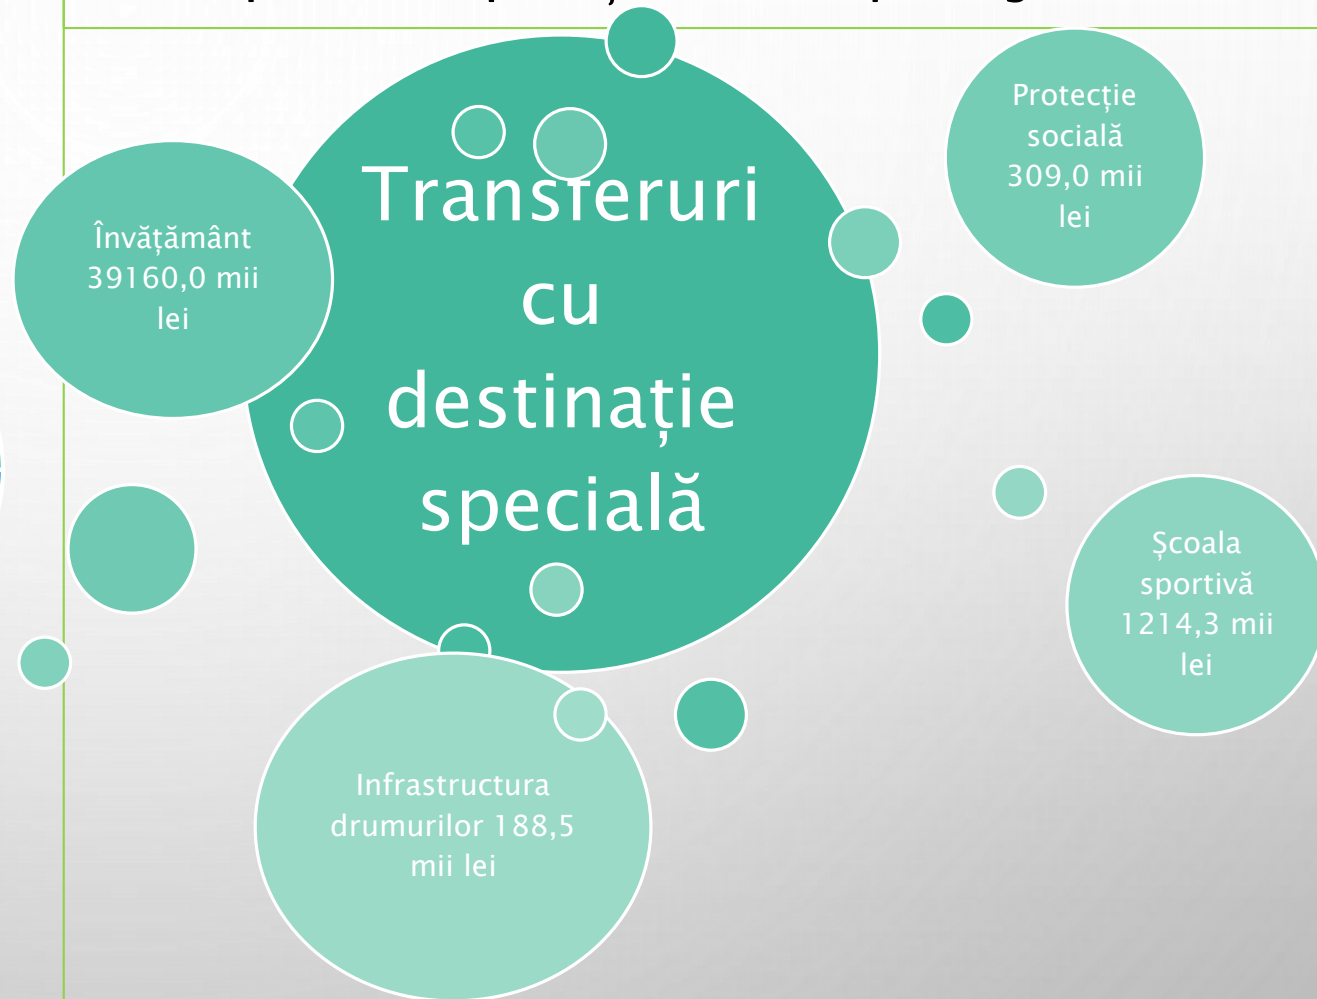 Transferuri
cu
destinație
specială
Învățământ
39160,0 mii
lei
Protecție
socială
309,0 mii
lei
Școala
sportivă
1214,3 mii
lei
Infrastructura
drumurilor 188,5
mii lei